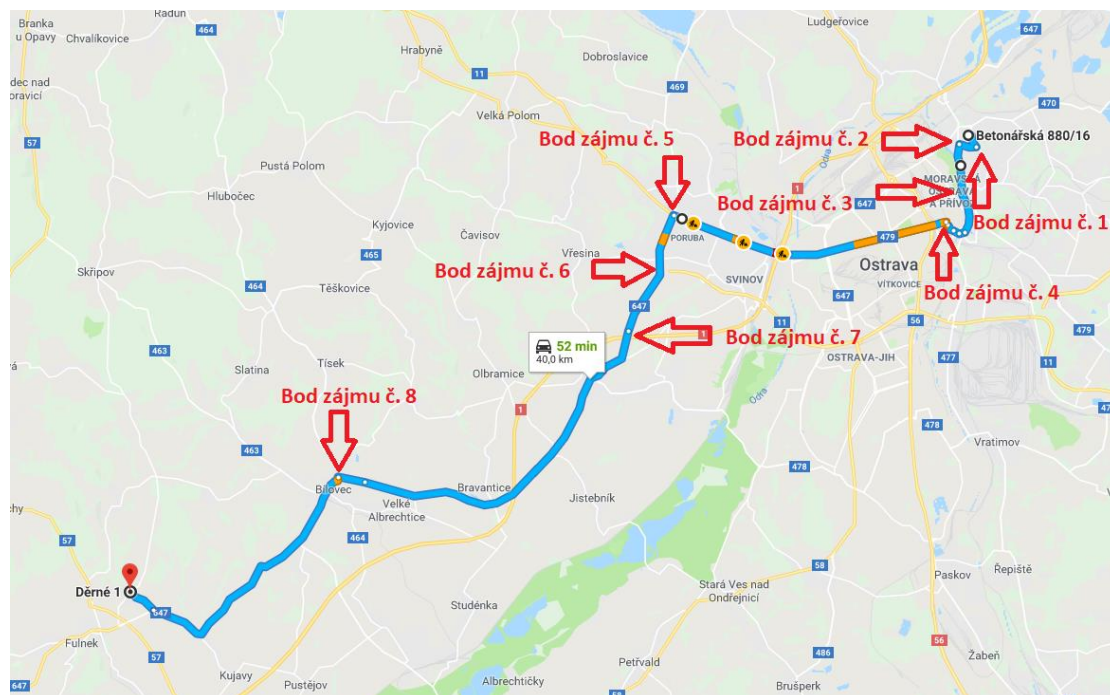 Radun
Branka
u Opavy
Chvalíkovice
464
Ludgeřovice
647
Hrabyně
Dobroslavice
11
469
470
57
Velká Polom
Bod zájmu č. 5
Bod zájmu č. 2
Betonářská 880/16
Pustá Polom
Odra
1
MORAVSKÁ
OSTRAVA
A PŘÍVOZ
Hlubočec
647
Bod zájmu č. 3
Bod zájmu č. 1
Kyjovice
Čavisov
PORUBA
479
465
Vřesina
Ostrava
Skřipov
Bod zájmu č. 6
SVINOV
VÍTKOVICE
Bod zájmu č. 4
464
Těškovice
647
647
56
11
479
Bod zájmu č. 7
1
463
52 min
40,0 km
OSTRAVA-JIH
477
Tísek
Slatina
Olbramice
Odra
Bod zájmu č. 8
1
478
463
Vratimov
478
Bílovec
Bravantice
Jistebník
Velké
Albrechtice
57
464
58
Děrné 1
Stará Ves nad
Ondřejnicí
Paskov
Řepiště
647
Studénka
Fulnek
56
57
486
Žabeň
Kujavy
Petřvald
647
Pustějov
Albrechtičky
Brušperk